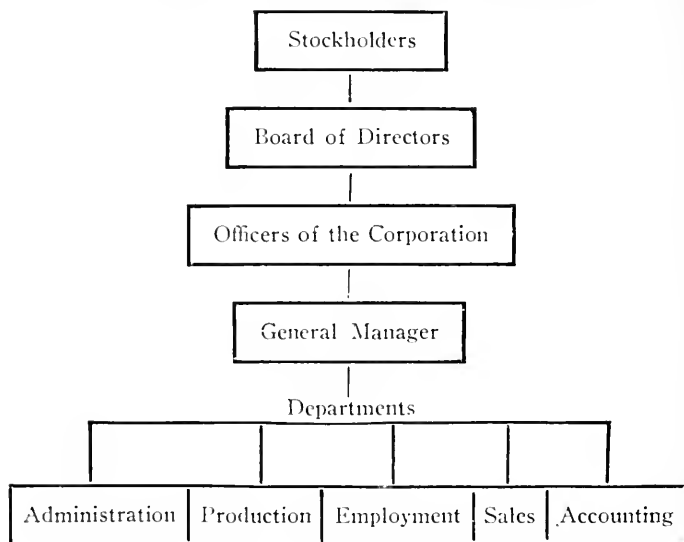 Stockholders
Board of Directors
Officers of the Corporation
General Manager
Departments
Administration Production Employment Sales Accounting